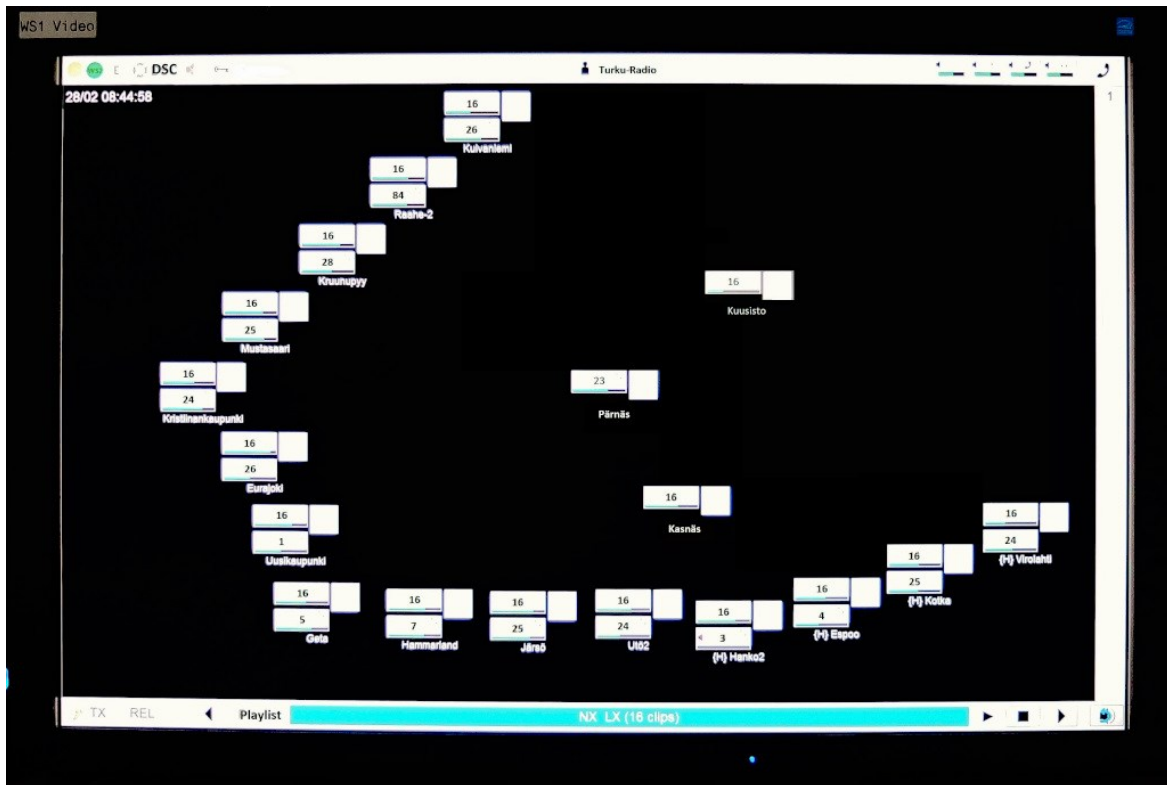 WS1 Video
WS2 E DSC
Turku-Radio
28/02 08:44:58
1
16
26
Kuivaniemi
16
84
Raahe-2
16
28
Kruunupyy
16
Kuusisto
16
25
Mustasaari
16
24
Kristiinankaupunki
23
Pärnäs
16
26
Eurajoki
16
Kasnäs
16
1
Uusikaupunki
16
24
{H} Virolahti
16
25
{H} Kotka
16
4
{H} Espoo
16
5
Geta
16
7
Hammarland
16
25
Järsö
16
24
Utö2
16
3
{H} Hanko2
TX REL Playlist NX LX (16 clips)